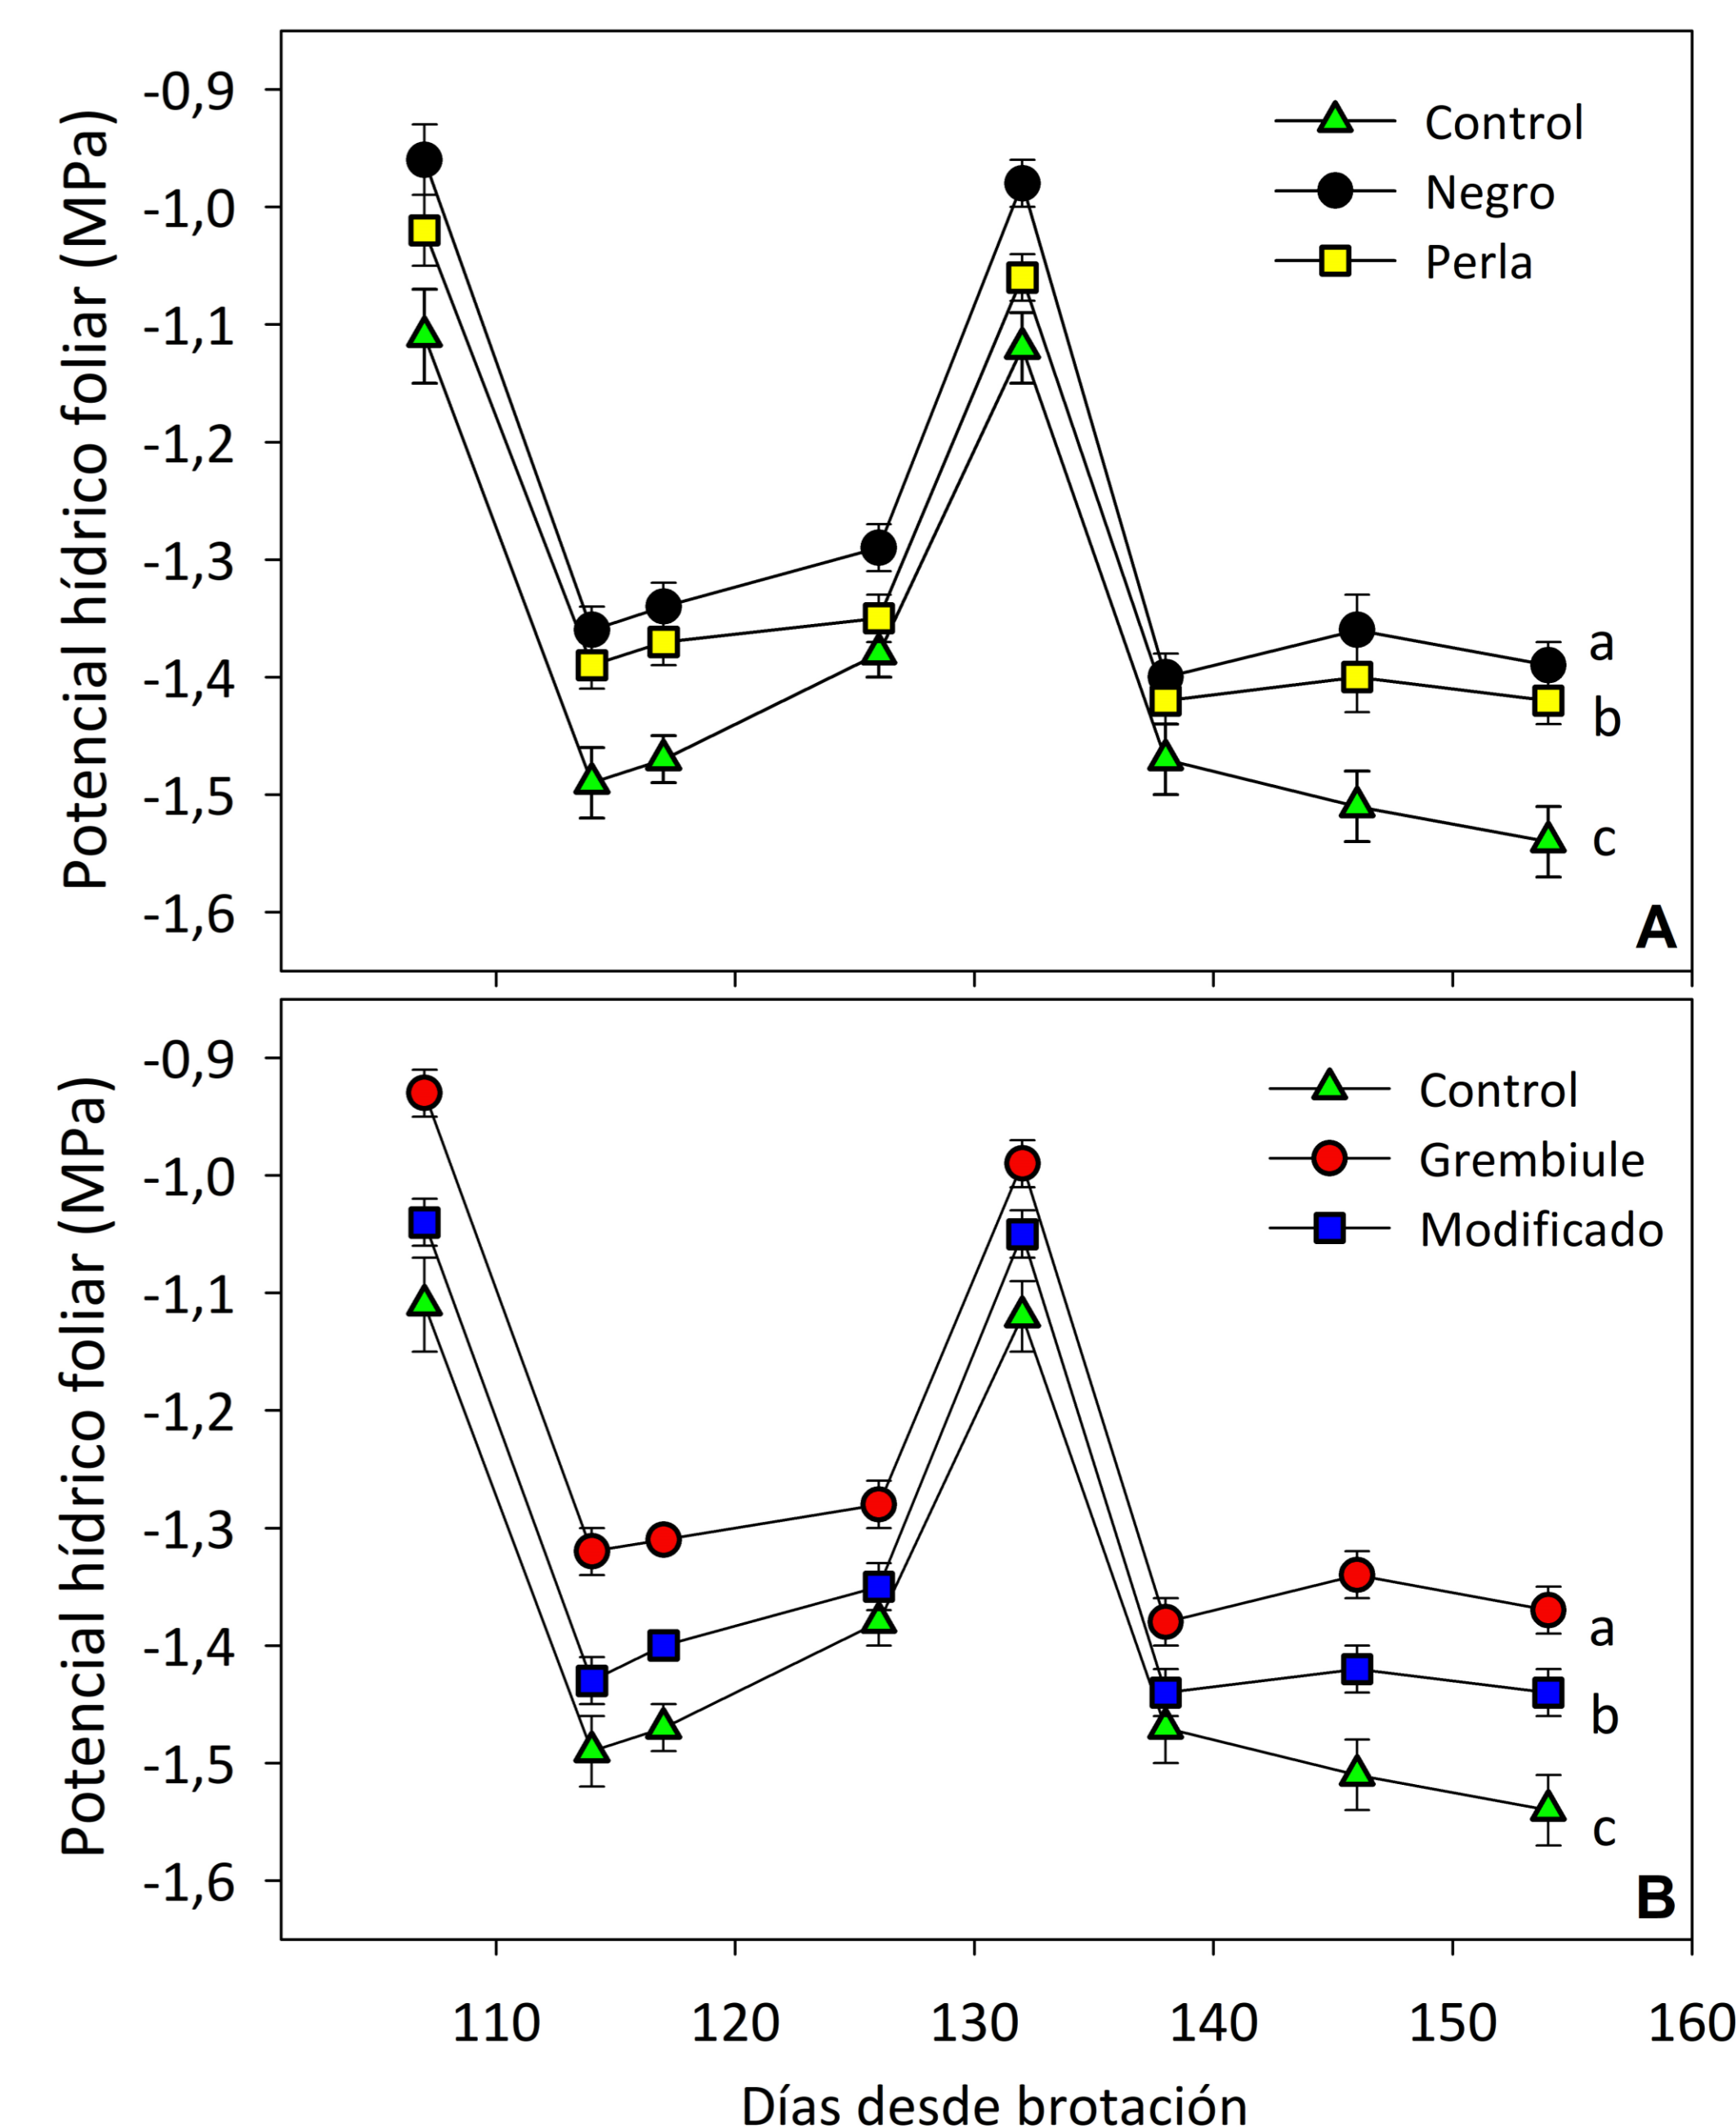 Potencial hídrico foliar (MPa)
-0,9
-1,0
-1,1
-1,2
-1,3
-1,4
-1,5
-1,6
Control
Negro
Perla
a
b
c
A
Potencial hídrico foliar (MPa)
-0,9
-1,0
-1,1
-1,2
-1,3
-1,4
-1,5
-1,6
Control
Grembiule
Modificado
a
b
c
B
110 120 130 140 150 160
Días desde brotación